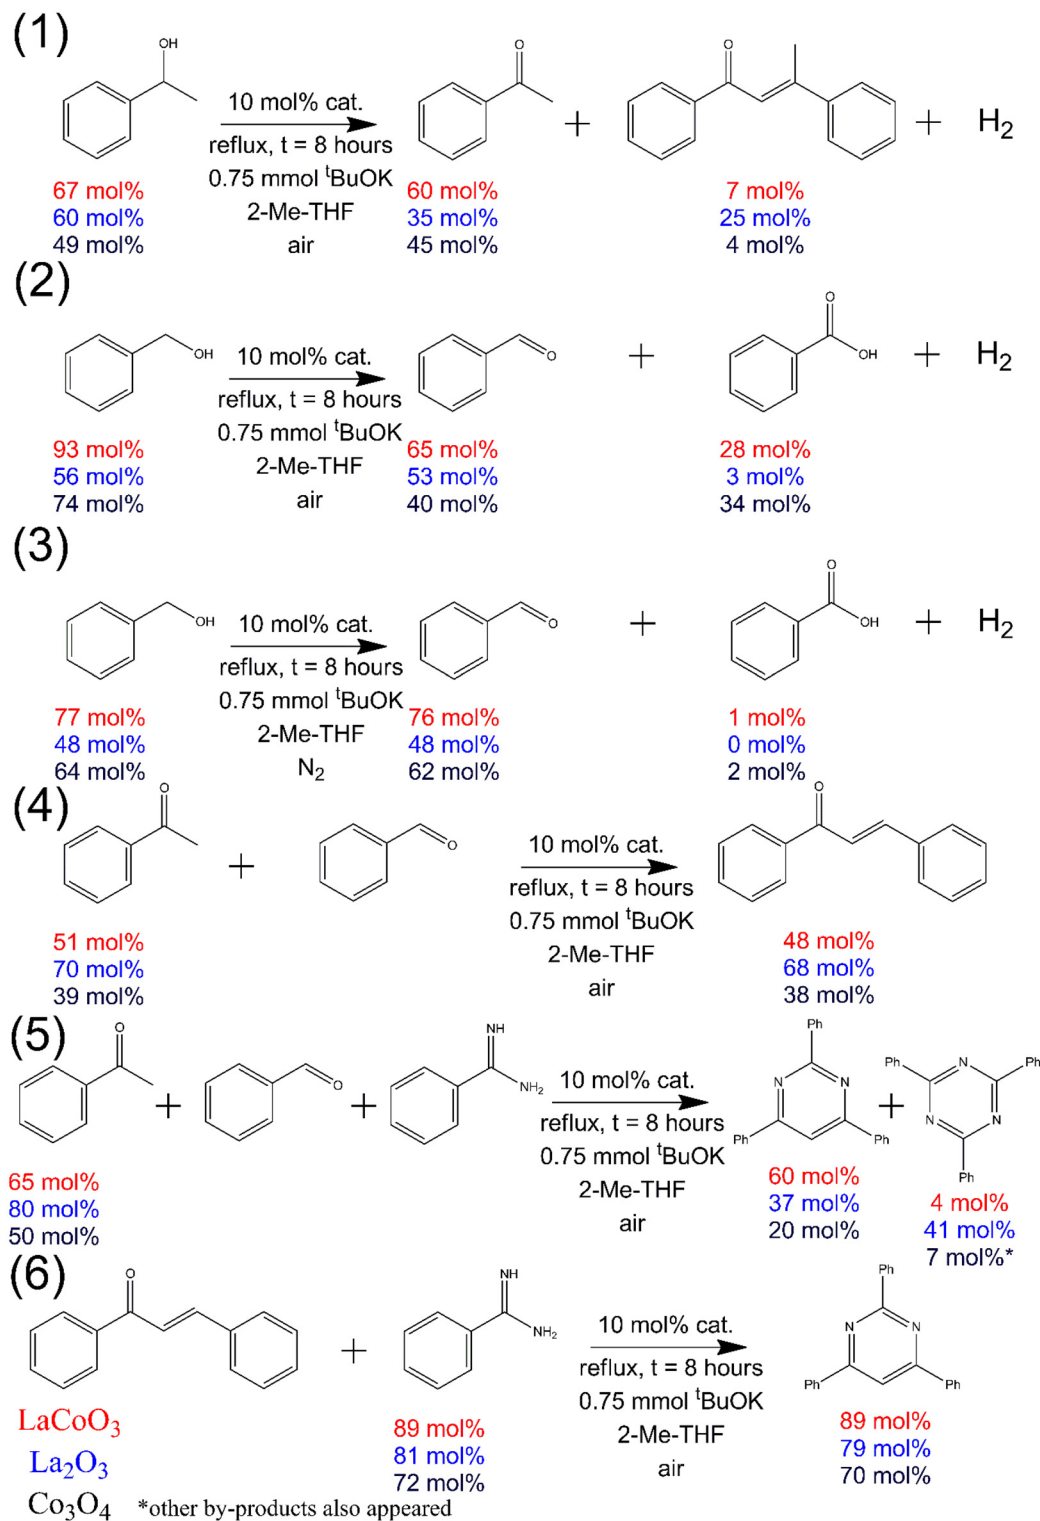 (1)
OH
10 mol% cat.
reflux, t = 8 hours
0.75 mmol ᵗBuOK
2-Me-THF
air
O
+
O
+
H₂
67 mol%
60 mol%
49 mol%
60 mol%
35 mol%
45 mol%
7 mol%
25 mol%
4 mol%
(2)
OH
10 mol% cat.
reflux, t = 8 hours
0.75 mmol ᵗBuOK
2-Me-THF
air
O
+
O
OH
+
H₂
93 mol%
56 mol%
74 mol%
65 mol%
53 mol%
40 mol%
28 mol%
3 mol%
34 mol%
(3)
OH
10 mol% cat.
reflux, t = 8 hours
0.75 mmol ᵗBuOK
2-Me-THF
N₂
O
+
O
OH
+
H₂
77 mol%
48 mol%
64 mol%
76 mol%
48 mol%
62 mol%
1 mol%
0 mol%
2 mol%
(4)
O
+
O
10 mol% cat.
reflux, t = 8 hours
0.75 mmol ᵗBuOK
2-Me-THF
air
O
51 mol%
70 mol%
39 mol%
48 mol%
68 mol%
38 mol%
(5)
O
+
O
+
NH
NH₂
10 mol% cat.
reflux, t = 8 hours
0.75 mmol ᵗBuOK
2-Me-THF
air
Ph
N
N
Ph
Ph
+
Ph
N
Ph
N
N
Ph
65 mol%
80 mol%
50 mol%
60 mol%
37 mol%
20 mol%
4 mol%
41 mol%
7 mol%*
(6)
O
+
NH
NH₂
10 mol% cat.
reflux, t = 8 hours
0.75 mmol ᵗBuOK
2-Me-THF
air
Ph
N
N
Ph
Ph
89 mol%
81 mol%
72 mol%
89 mol%
79 mol%
70 mol%
LaCoO₃
La₂O₃
Co₃O₄
*other by-products also appeared